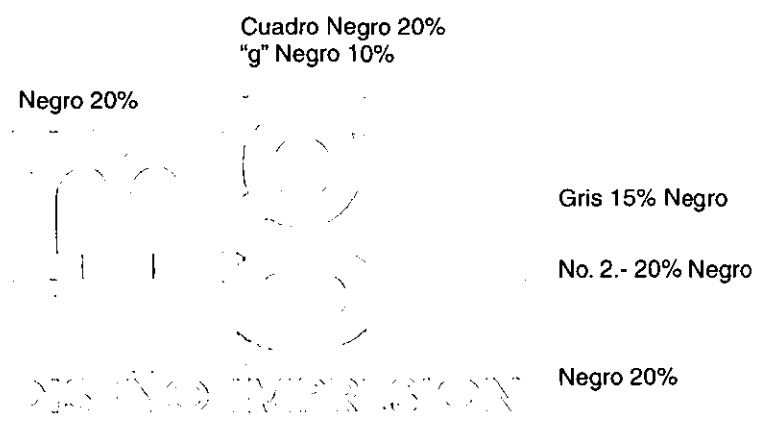 Cuadro Negro 20%
“g” Negro 10%
Negro 20%
m g
Gris 15% Negro
No. 2.- 20% Negro
Negro 20%